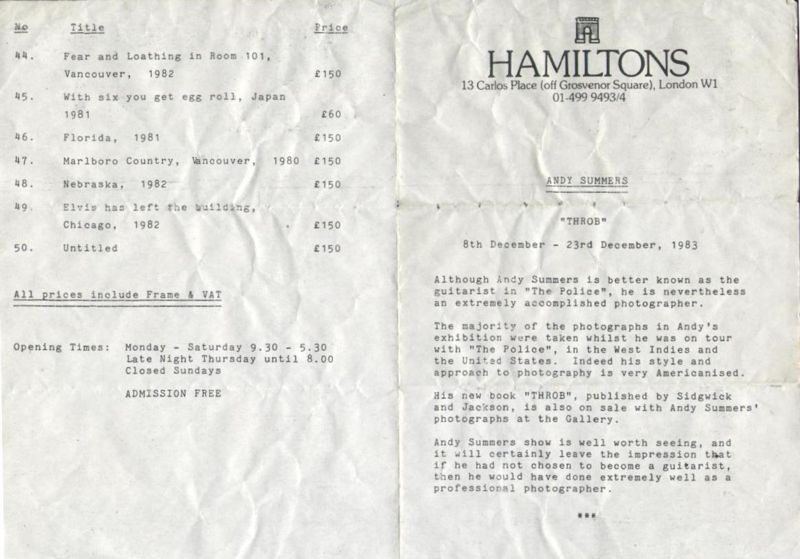 No Title Price
44. Fear and Loathing in Room 101,
Vancouver, 1982 £150
45. With six you get egg roll, Japan
1981 £60
46. Florida, 1981 £150
47. Marlboro Country, Vancouver, 1980 £150
48. Nebraska, 1982 £150
49. Elvis has left the building,
Chicago, 1982 £150
50. Untitled £150
All prices include Frame & VAT
Opening Times: Monday - Saturday 9.30 - 5.30
Late Night Thursday until 8.00
Closed Sundays
ADMISSION FREE
HAMILTONS
13 Carlos Place (off Grosvenor Square), London W1
01-499 9493/4
ANDY SUMMERS
"THROB"
8th December - 23rd December, 1983
Although Andy Summers is better known as the
guitarist in "The Police", he is nevertheless
an extremely accomplished photographer.
The majority of the photographs in Andy's
exhibition were taken whilst he was on tour
with "The Police", in the West Indies and
the United States. Indeed his style and
approach to photography is very Americanised.
His new book "THROB", published by Sidgwick
and Jackson, is also on sale with Andy Summers'
photographs at the Gallery.
Andy Summers show is well worth seeing, and
it will certainly leave the impression that
if he had not chosen to become a guitarist,
then he would have done extremely well as a
professional photographer.
***